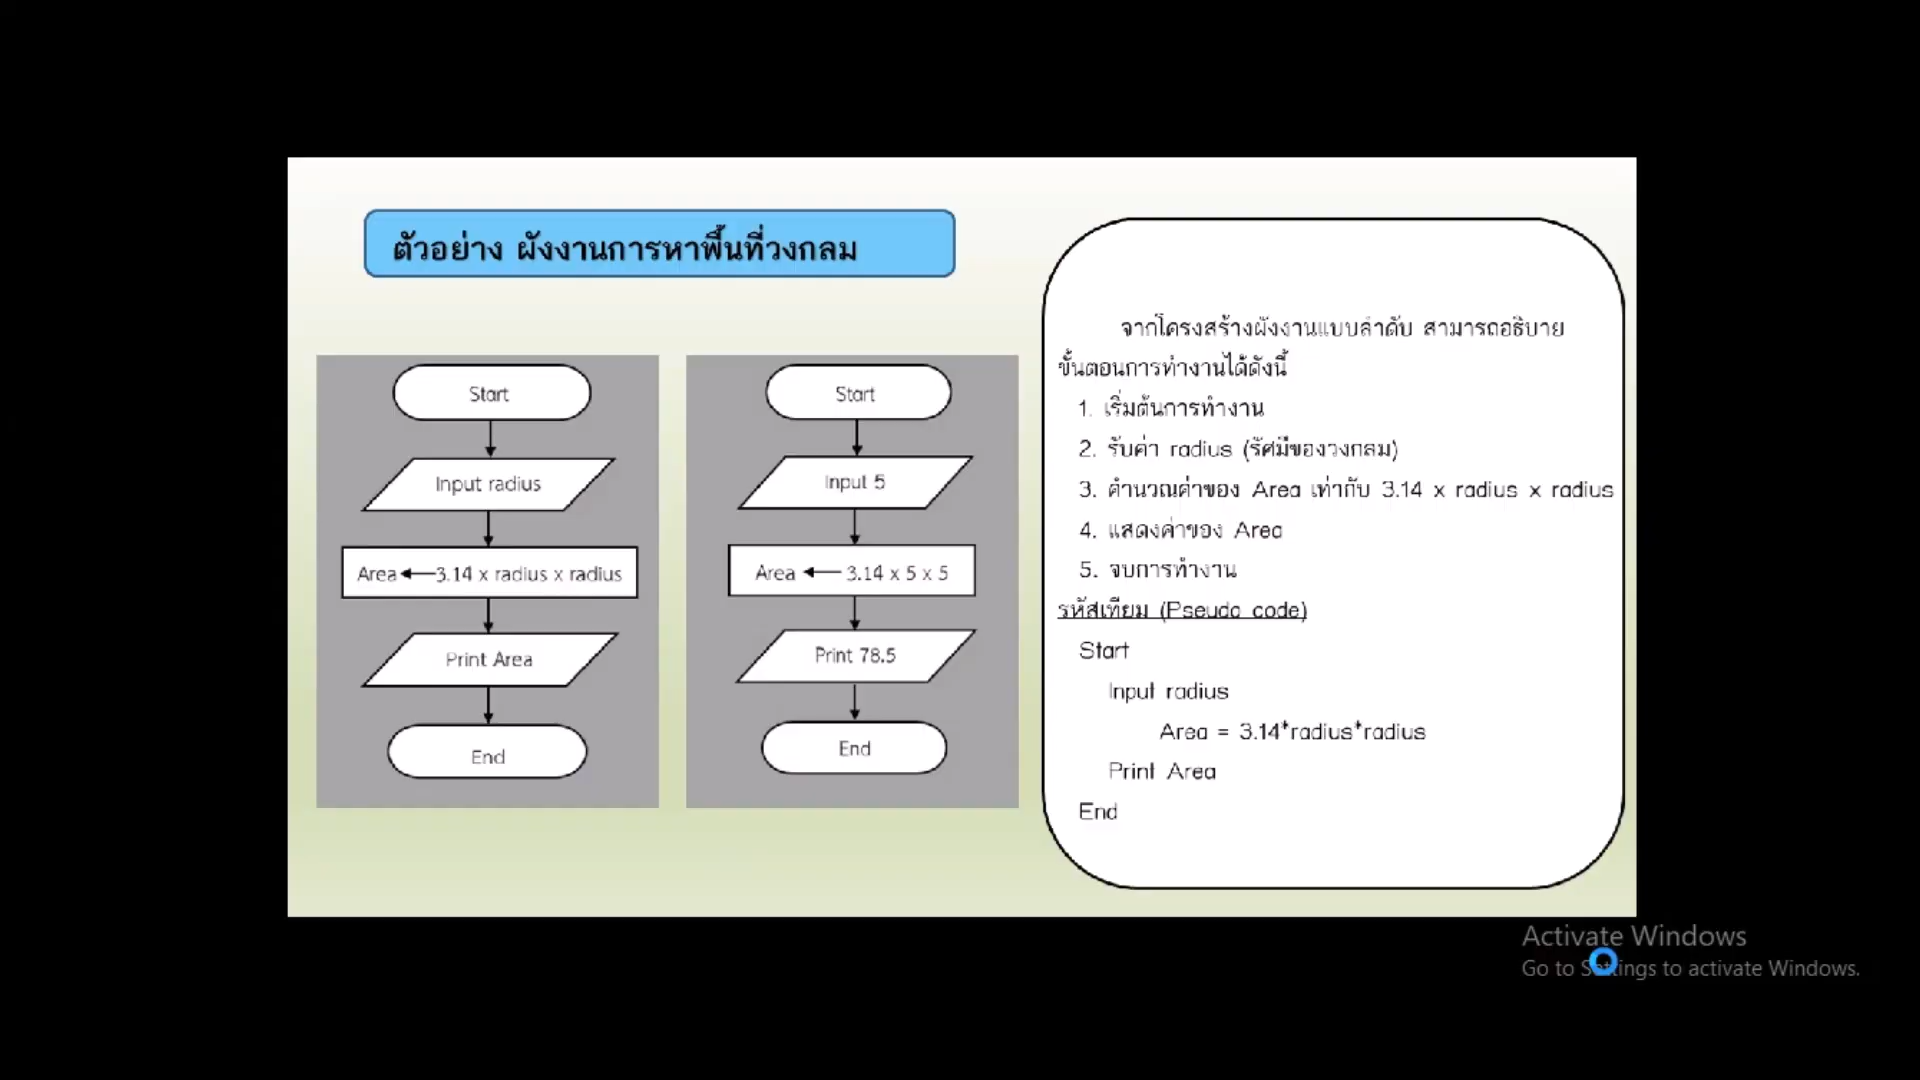 ตัวอย่าง ผังงานการหาพื้นที่วงกลม
Start
Input radius
Area ← 3.14 x radius x radius
Print Area
End
Start
Input 5
Area ← 3.14 x 5 x 5
Print 78.5
End
จากโครงสร้างผังงานแบบลำดับ สามารถอธิบาย
ขั้นตอนการทำงานได้ดังนี้
1. เริ่มต้นการทำงาน
2. รับค่า radius (รัศมีของวงกลม)
3. คำนวณค่าของ Area เท่ากับ 3.14 x radius x radius
4. แสดงค่าของ Area
5. จบการทำงาน
รหัสเทียม (Pseudo code)
Start
Input radius
Area = 3.14*radius*radius
Print Area
End
Activate Windows
Go to Settings to activate Windows.